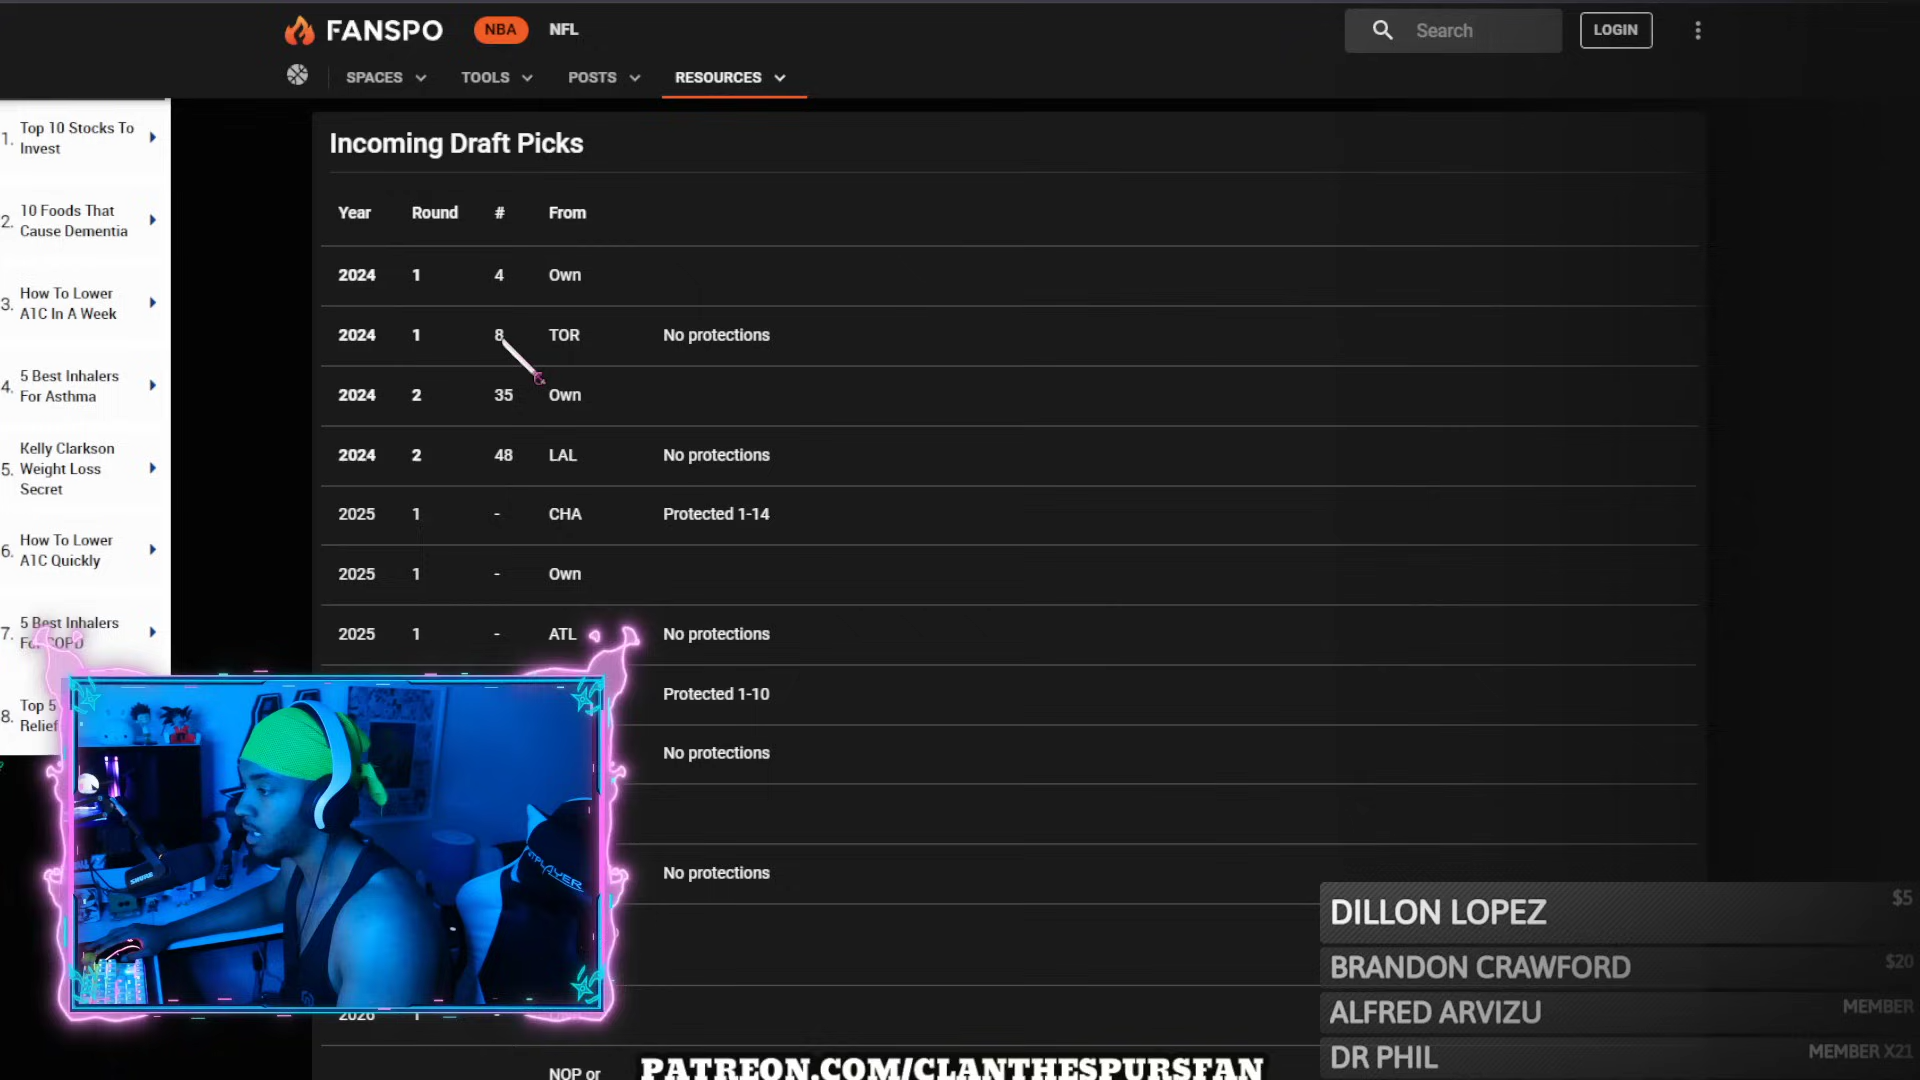 FANSPO
NBA
NFL
Search
LOGIN
SPACES
TOOLS
POSTS
RESOURCES
1. Top 10 Stocks To
Invest
2. 10 Foods That
Cause Dementia
3. How To Lower
A1C In A Week
4. 5 Best Inhalers
For Asthma
5. Kelly Clarkson
Weight Loss
Secret
6. How To Lower
A1C Quickly
7. 5 Best Inhalers
For COPD
8. Top 5
Relief
Incoming Draft Picks
Year Round # From
2024 1 4 Own
2024 1 8 TOR No protections
2024 2 35 Own
2024 2 48 LAL No protections
2025 1 - CHA Protected 1-14
2025 1 - Own
2025 1 - ATL No protections
Protected 1-10
No protections
No protections
2026 1 -
NOP or
SHURE
DILLON LOPEZ $5
BRANDON CRAWFORD $20
ALFRED ARVIZU MEMBER
DR PHIL MEMBER X21
PATREON.COM/CLANTHESPURSFAN